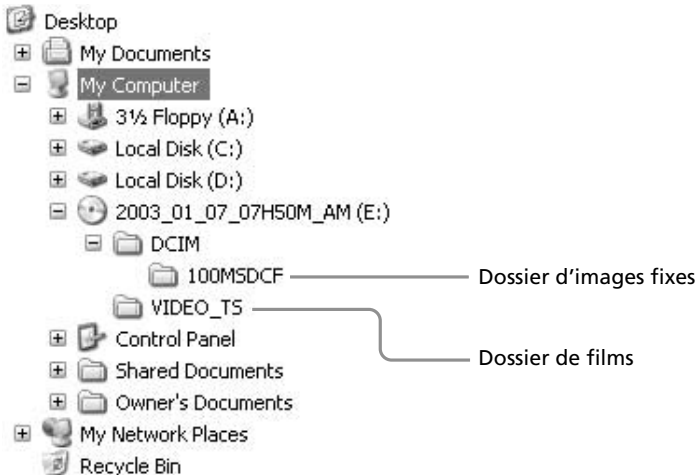 Desktop
My Documents
My Computer
3½ Floppy (A:)
Local Disk (C:)
Local Disk (D:)
2003_01_07_07H50M_AM (E:)
DCIM
100MSDCF
Dossier d’images fixes
VIDEO_TS
Control Panel
Dossier de films
Shared Documents
Owner's Documents
My Network Places
Recycle Bin